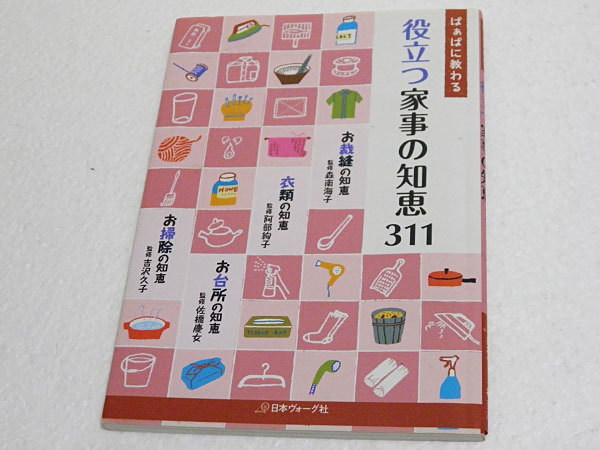 ばぁばに教わる
役立つ家事の知恵
311
お裁縫の知恵
監修 森南海子
衣類の知恵
監修 阿部絢子
お台所の知恵
監修 佐橋慶女
お掃除の知恵
監修 吉沢久子
SALT
HONE
日本ヴォーグ社